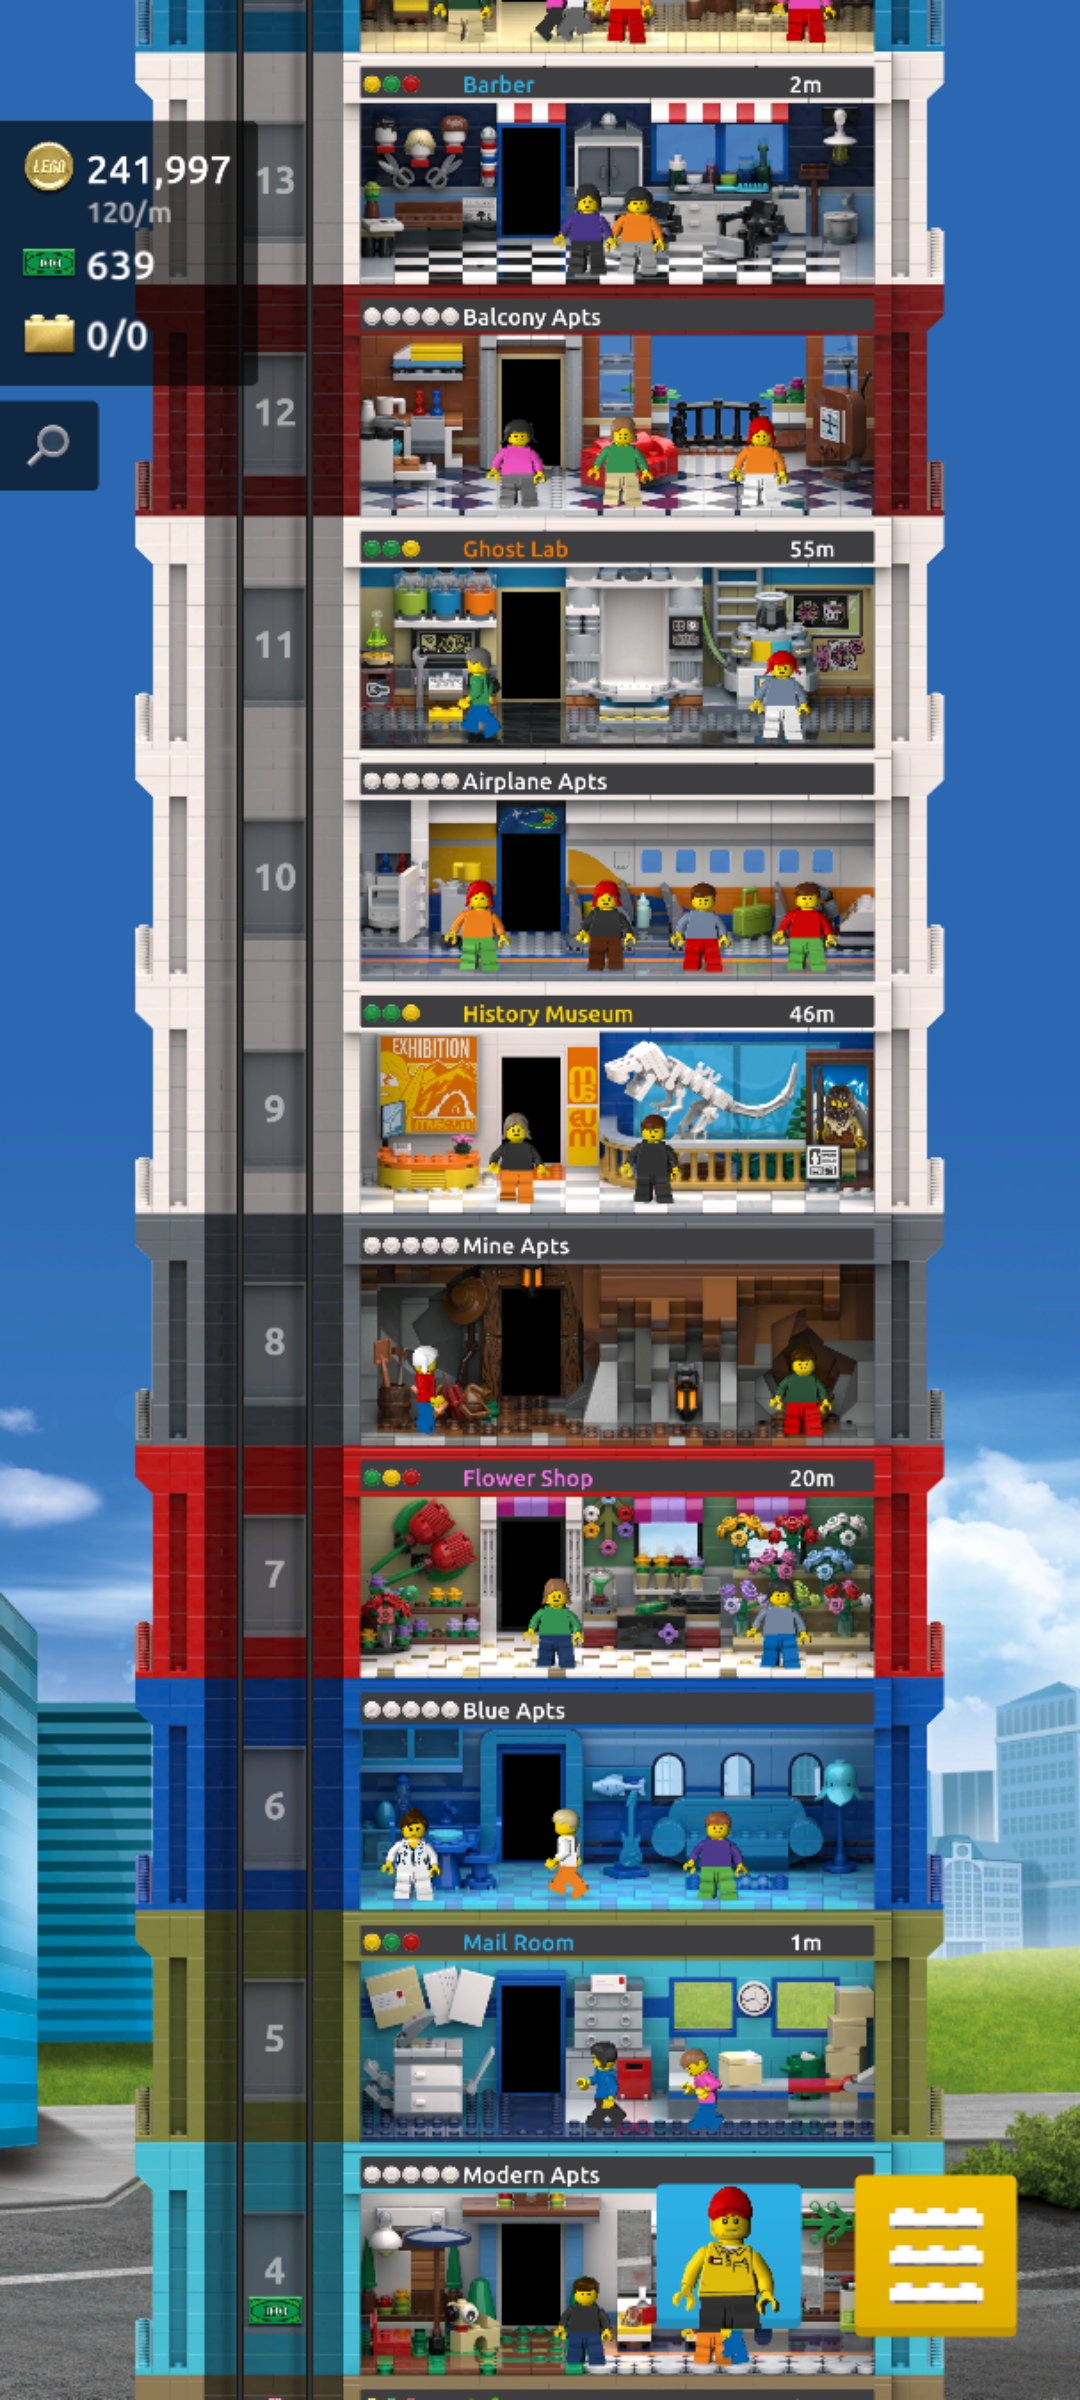 Barber 2m
LEGO 241,997
13
120/m
639
0/0
Balcony Apts
12
Ghost Lab 55m
11
Airplane Apts
10
History Museum 46m
EXHIBITION
museum
mus
eum
9
Mine Apts
8
Flower Shop 20m
7
Blue Apts
6
Mail Room 1m
5
Modern Apts
4